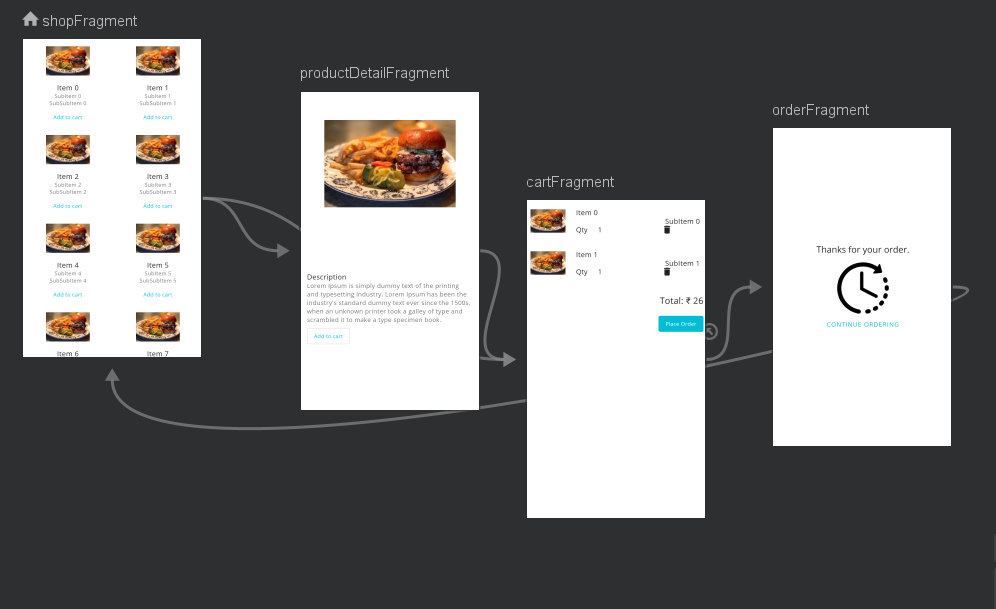 shopFragment
Item 0
SubItem 0
SubSubItem 0
Add to cart
Item 1
SubItem 1
SubSubItem 1
Add to cart
Item 2
SubItem 2
SubSubItem 2
Add to cart
Item 3
SubItem 3
SubSubItem 3
Add to cart
Item 4
SubItem 4
SubSubItem 4
Add to cart
Item 5
SubItem 5
SubSubItem 5
Add to cart
Item 6
Item 7
productDetailFragment
Description
Lorem Ipsum is simply dummy text of the printing
and typesetting industry. Lorem Ipsum has been the
industry's standard dummy text ever since the 1500s,
when an unknown printer took a galley of type and
scrambled it to make a type specimen book.
Add to cart
cartFragment
Item 0
SubItem 0
Qty 1
Item 1
SubItem 1
Qty 1
Total: ₹ 26
Place Order
orderFragment
Thanks for your order.
CONTINUE ORDERING